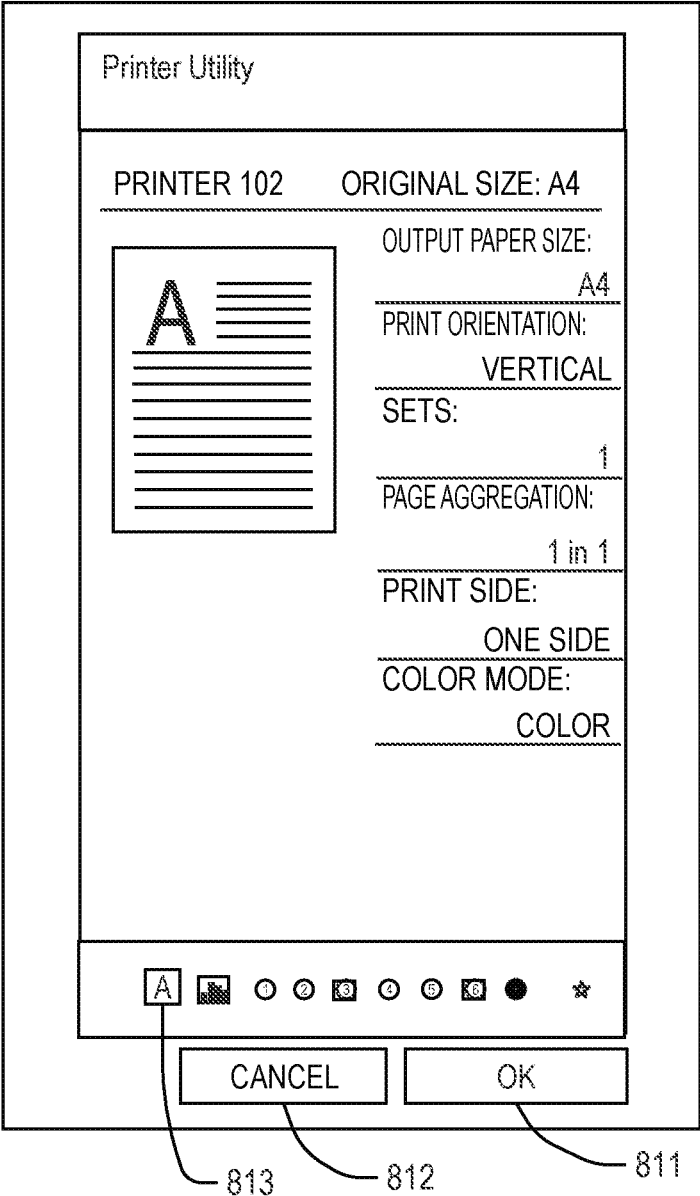 Printer Utility
PRINTER 102 ORIGINAL SIZE: A4
OUTPUT PAPER SIZE:
A4
PRINT ORIENTATION:
VERTICAL
SETS:
1
PAGE AGGREGATION:
1 in 1
PRINT SIDE:
ONE SIDE
COLOR MODE:
COLOR
A
A 1 2 3 4 5 6
CANCEL OK
813 812 811